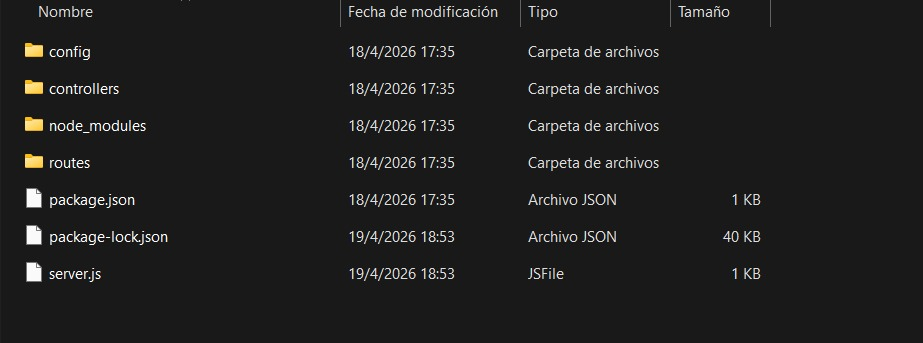 Nombre Fecha de modificación Tipo Tamaño
config 18/4/2026 17:35 Carpeta de archivos
controllers 18/4/2026 17:35 Carpeta de archivos
node_modules 18/4/2026 17:35 Carpeta de archivos
routes 18/4/2026 17:35 Carpeta de archivos
package.json 18/4/2026 17:35 Archivo JSON 1 KB
package-lock.json 19/4/2026 18:53 Archivo JSON 40 KB
server.js 19/4/2026 18:53 JSFile 1 KB